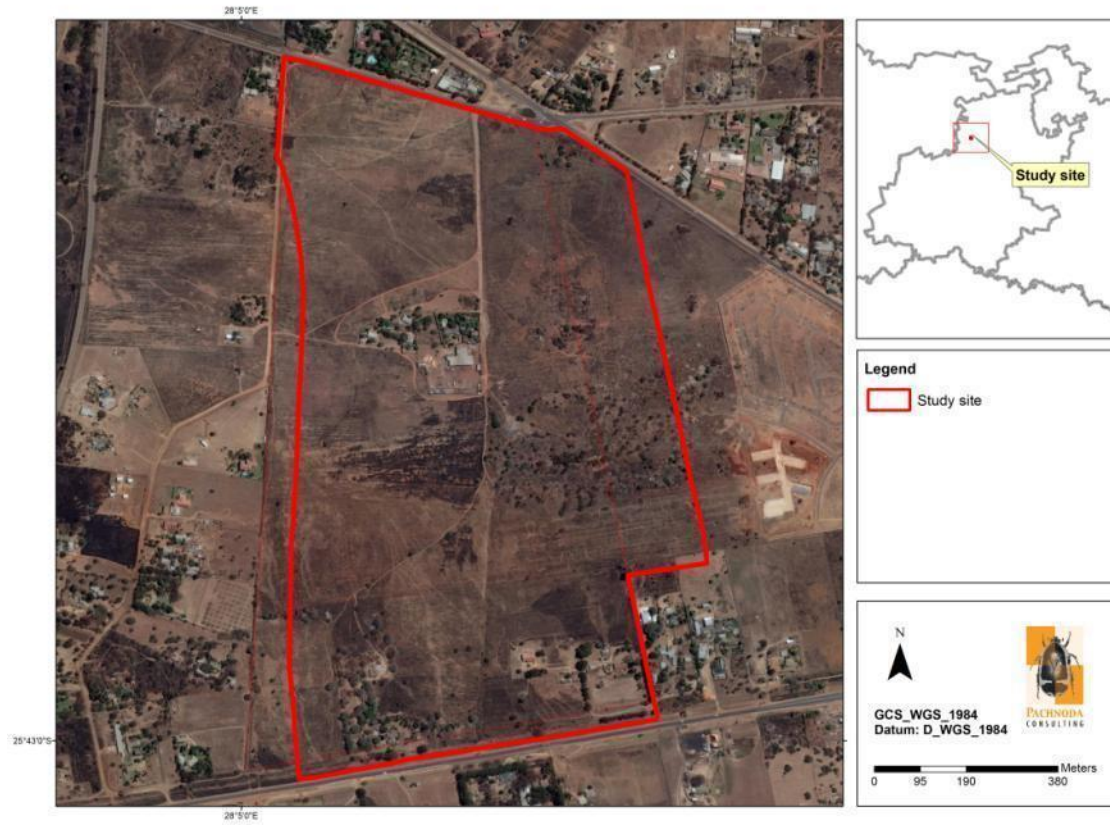 28°5'0"E
Study site
Legend
Study site
N
GCS_WGS_1984
Datum: D_WGS_1984
PACHNODA
CONSULTING
Meters
0 95 190 380
25°43'0"S
28°5'0"E